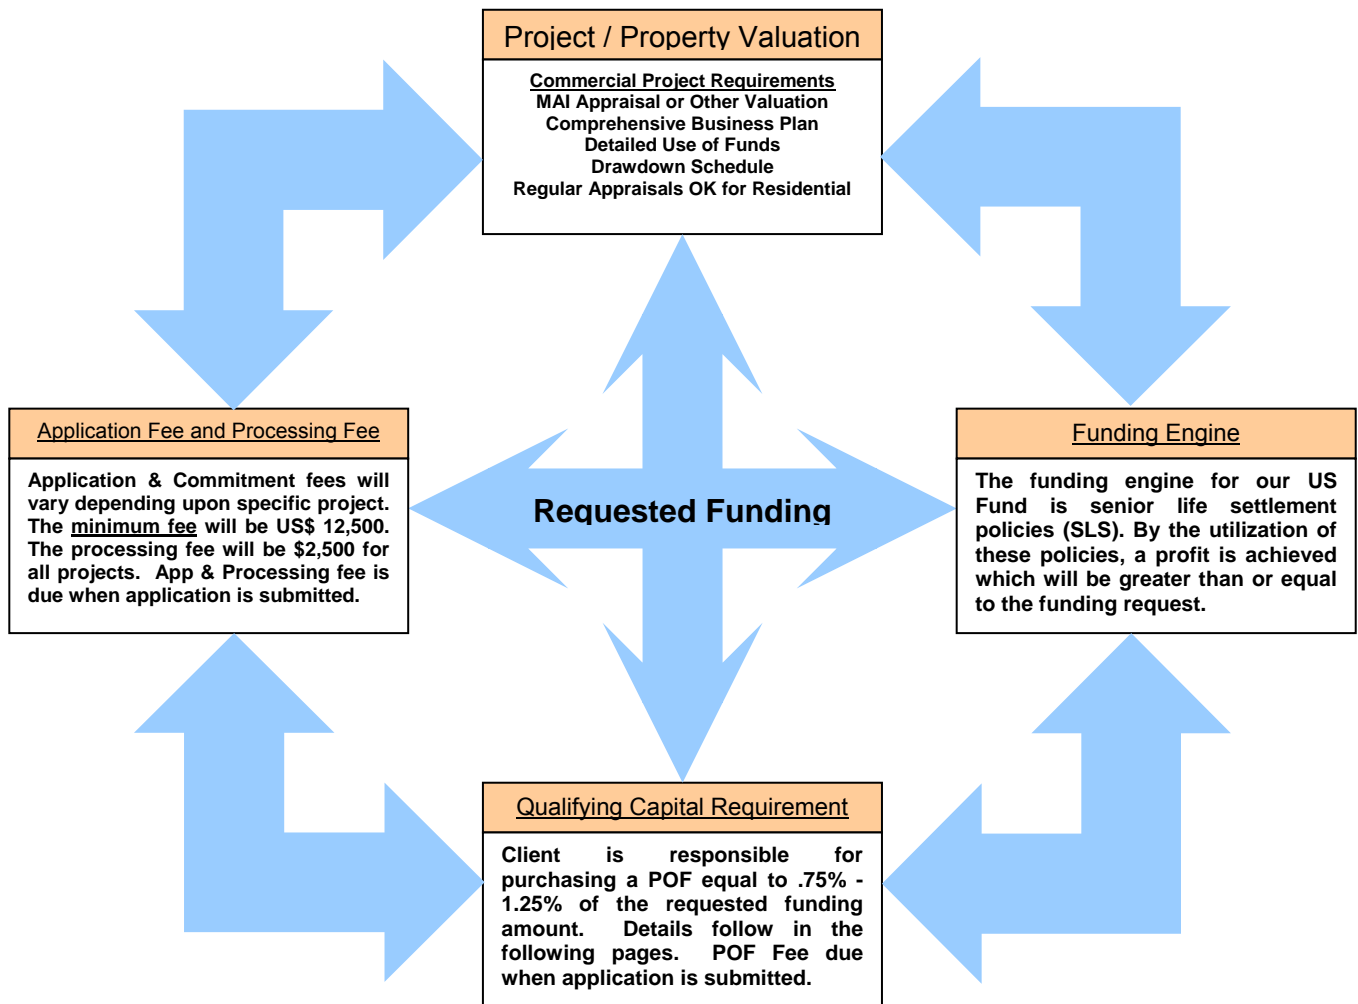 Project / Property Valuation
Commercial Project Requirements
MAI Appraisal or Other Valuation
Comprehensive Business Plan
Detailed Use of Funds
Drawdown Schedule
Regular Appraisals OK for Residential
Application Fee and Processing Fee
Application & Commitment fees will
vary depending upon specific project.
The minimum fee will be US$ 12,500.
The processing fee will be $2,500 for
all projects. App & Processing fee is
due when application is submitted.
Requested Funding
Funding Engine
The funding engine for our US
Fund is senior life settlement
policies (SLS). By the utilization of
these policies, a profit is achieved
which will be greater than or equal
to the funding request.
Qualifying Capital Requirement
Client is responsible for
purchasing a POF equal to .75% -
1.25% of the requested funding
amount. Details follow in the
following pages. POF Fee due
when application is submitted.